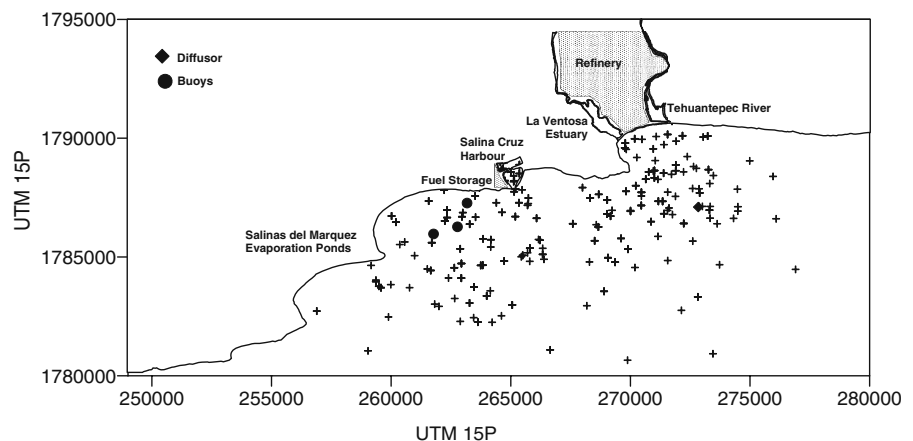 1795000
1790000
1785000
1780000
UTM 15P
Diffusor
Buoys
Refinery
Tehuantepec River
La Ventosa
Estuary
Salina Cruz
Harbour
Fuel Storage
Salinas del Marquez
Evaporation Ponds
250000 255000 260000 265000 270000 275000 280000
UTM 15P